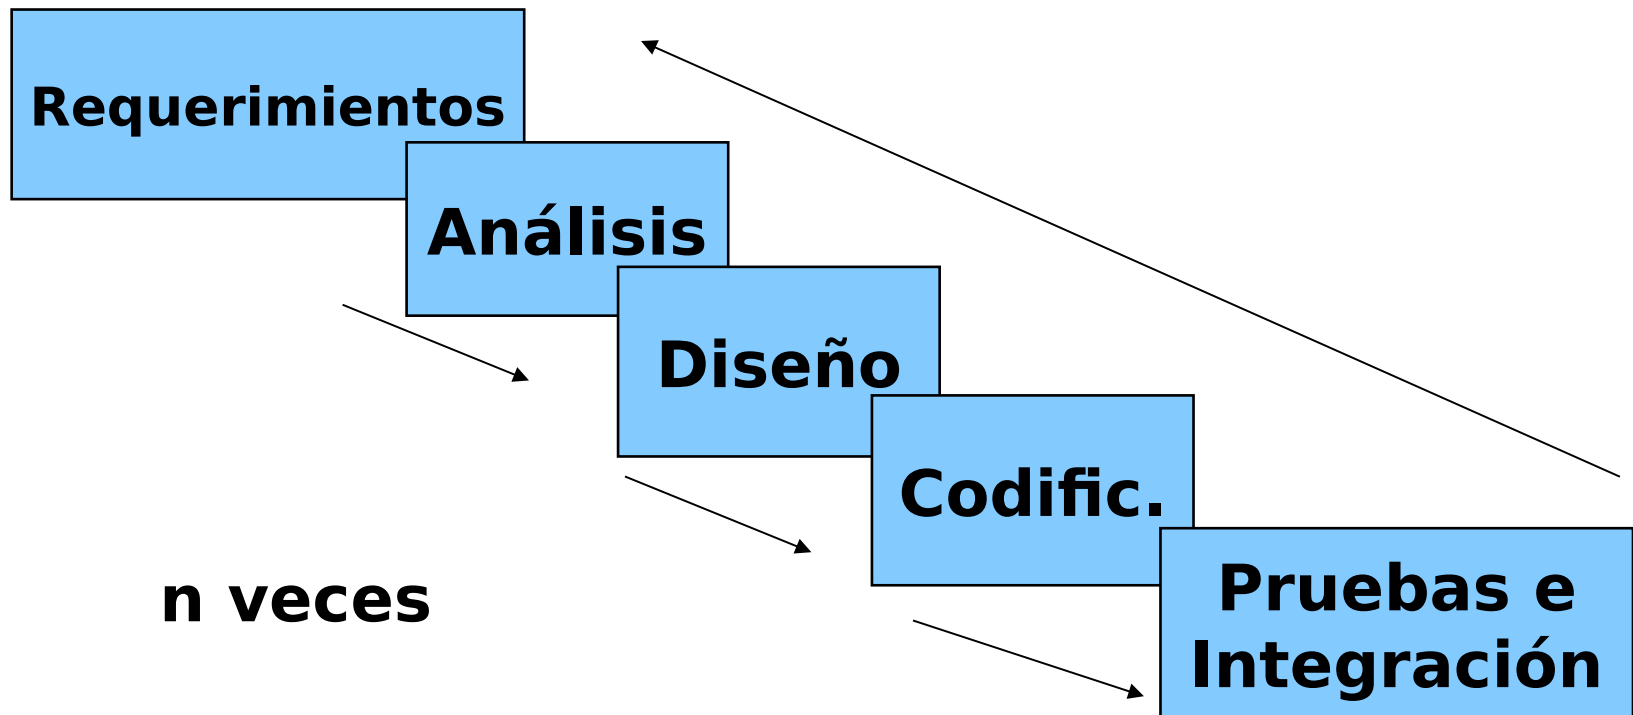 Requerimientos
Análisis
Diseño
Codific.
Pruebas e
Integración
n veces